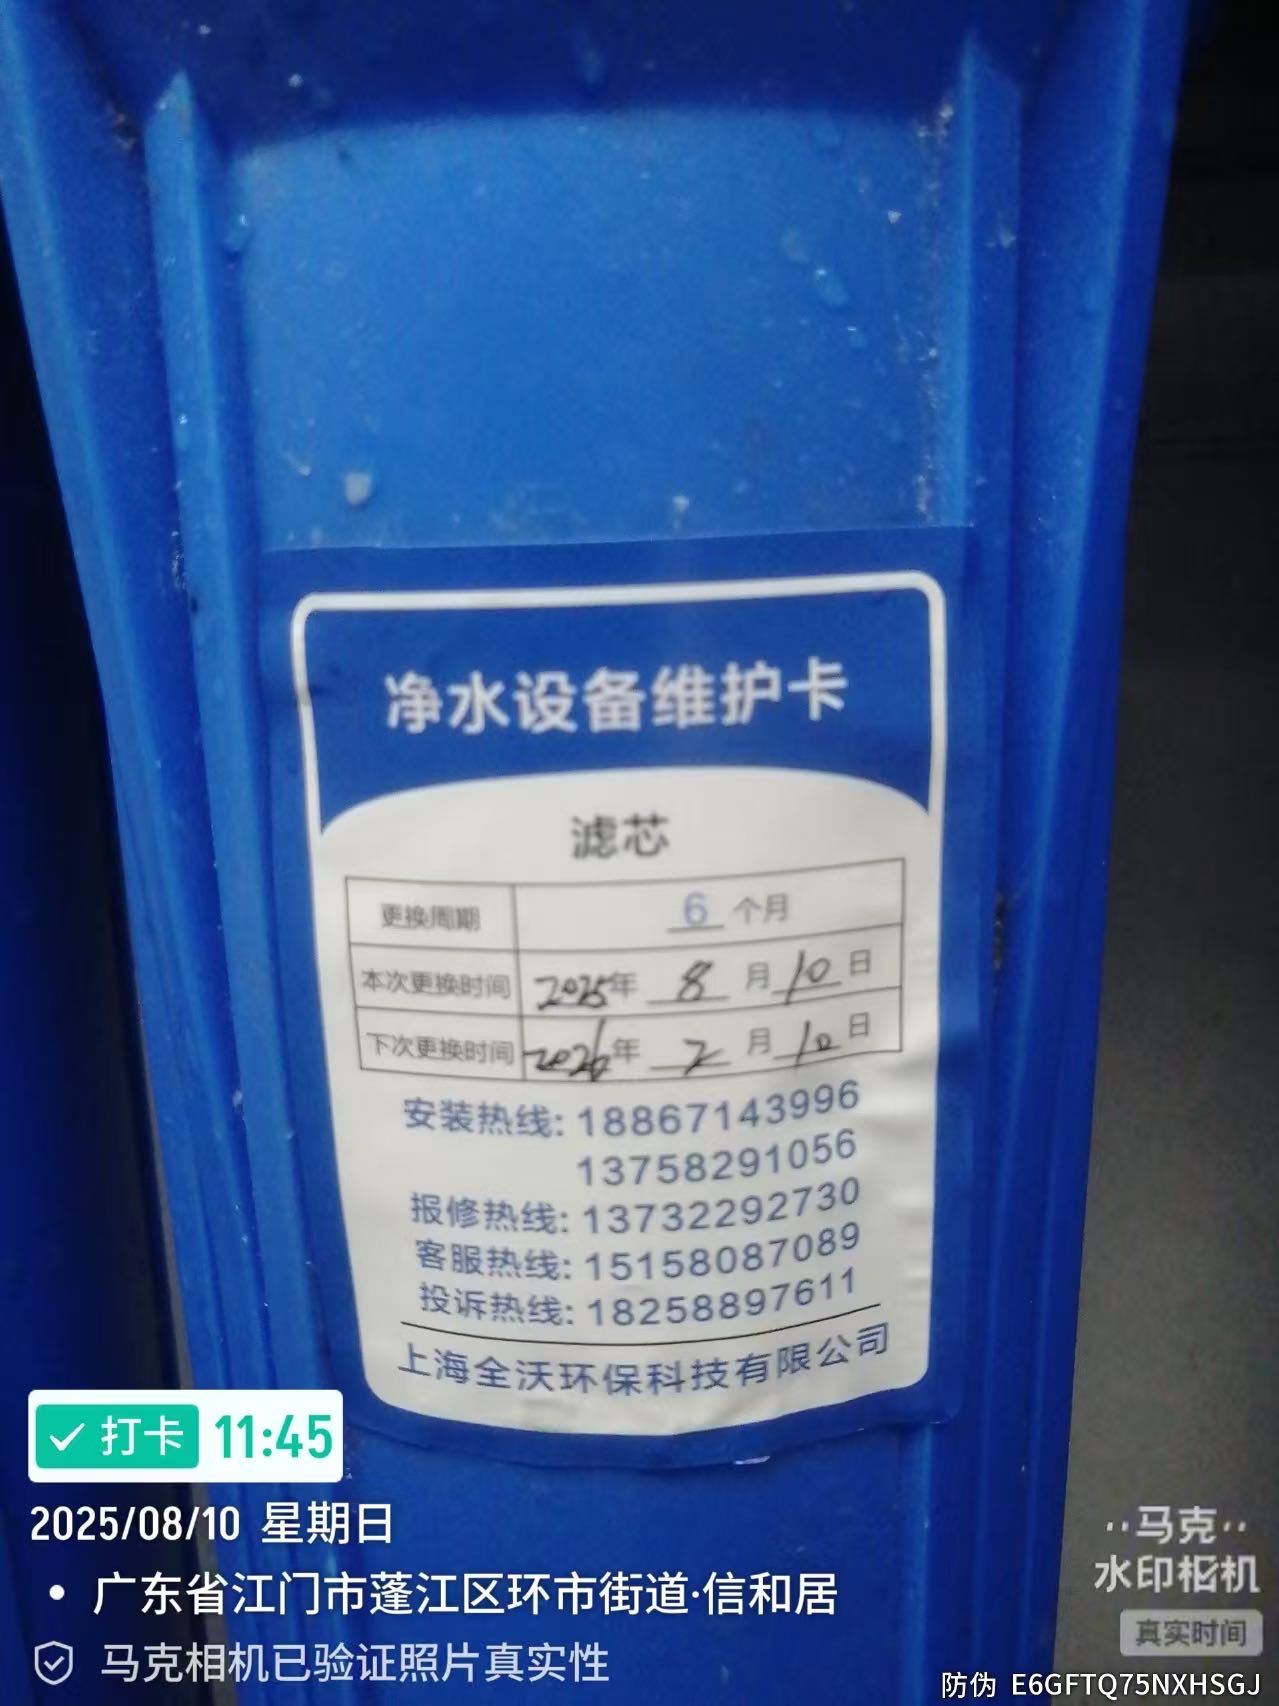 净水设备维护卡
滤芯
更换周期 6 个月
本次更换时间 2025年 8 月 10 日
下次更换时间 2026年 2 月 10 日
安装热线: 18867143996
13758291056
报修热线: 13732292730
客服热线: 15158087089
投诉热线: 18258897611
上海全沃环保科技有限公司
打卡 11:45
2025/08/10 星期日
广东省江门市蓬江区环市街道·信和居
马克相机已验证照片真实性
马克
水印相机
真实时间
防伪 E6GFTQ75NXHSGJ